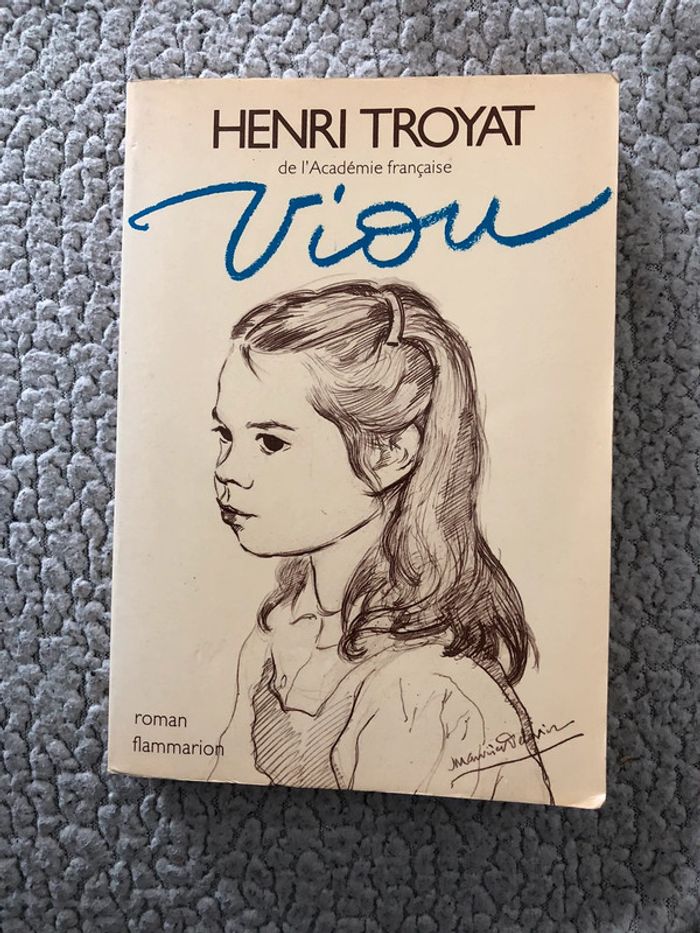 HENRI TROYAT
de l'Académie française
Viou
roman
flammarion